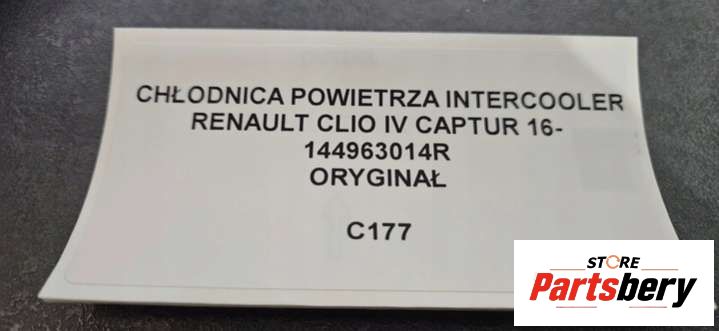 CHŁODNICA POWIETRZA INTERCOOLER
RENAULT CLIO IV CAPTUR 16-
144963014R
ORYGINAŁ
C177
STORE
Partsbery